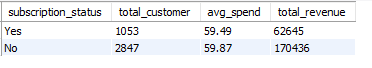 subscription_status total_customer avg_spend total_revenue
Yes 1053 59.49 62645
No 2847 59.87 170436